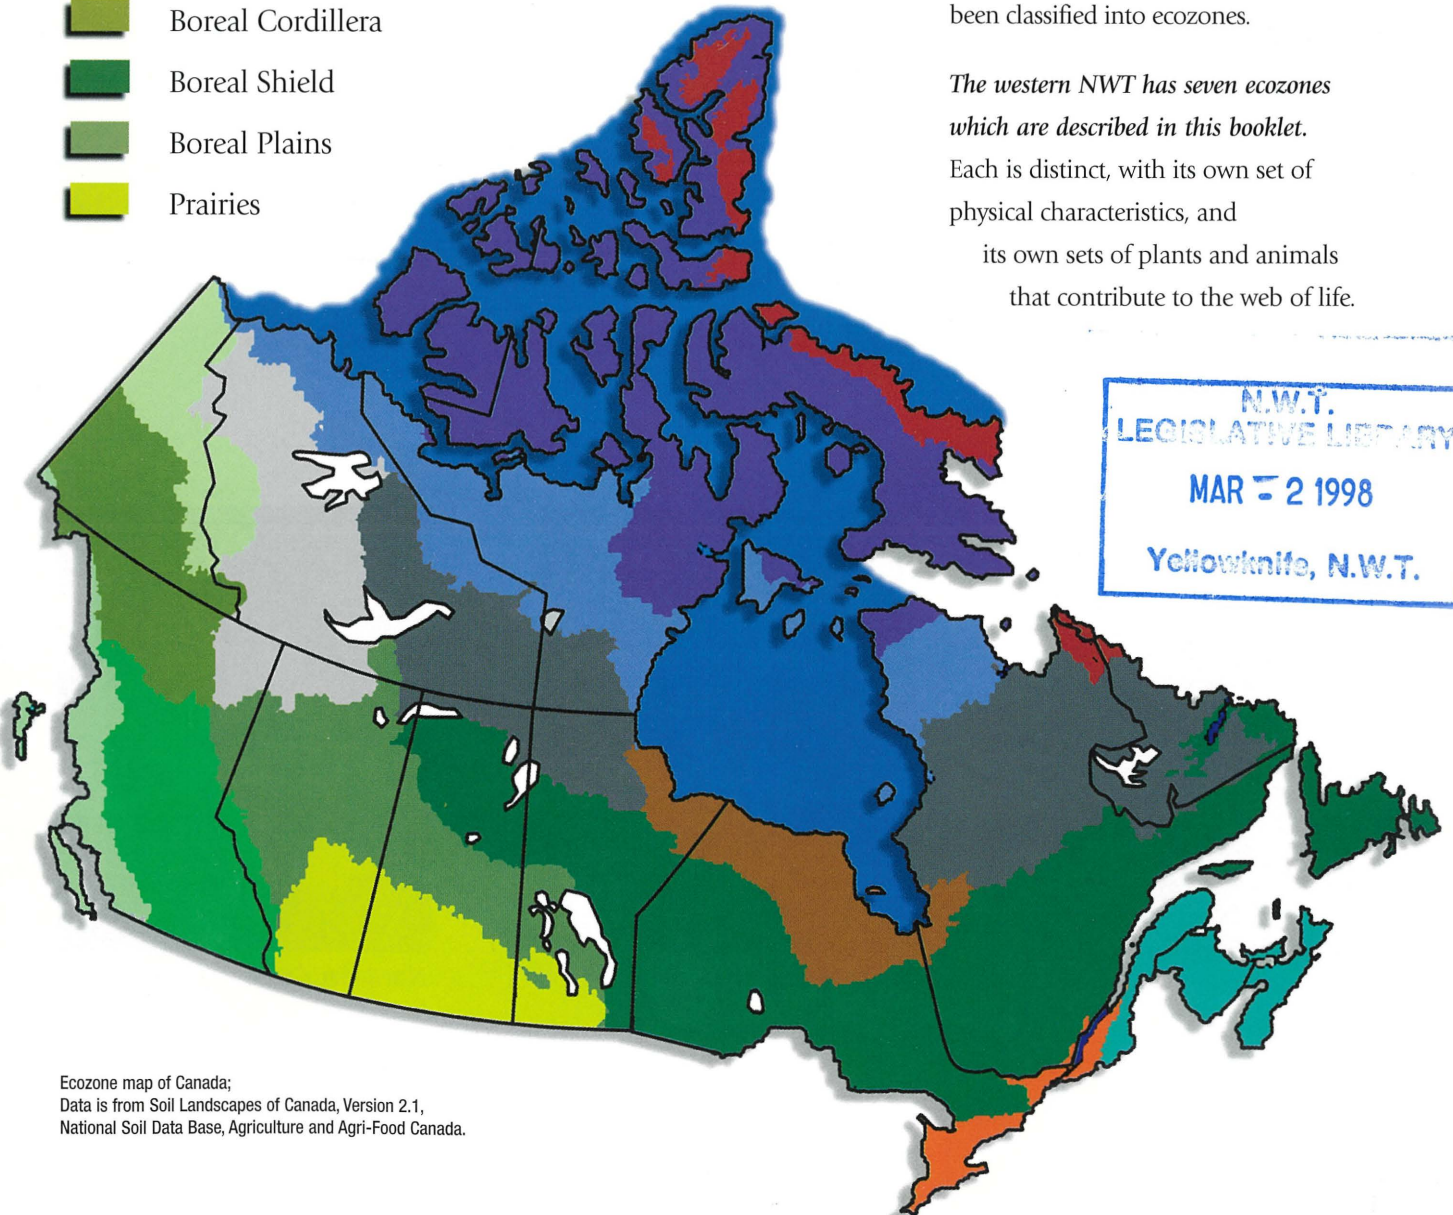 Boreal Cordillera
Boreal Shield
Boreal Plains
Prairies
been classified into ecozones.
The western NWT has seven ecozones
which are described in this booklet.
Each is distinct, with its own set of
physical characteristics, and
its own sets of plants and animals
that contribute to the web of life.
N.W.T.
LEGISLATIVE LIBRARY
MAR - 2 1998
Yellowknife, N.W.T.
Ecozone map of Canada;
Data is from Soil Landscapes of Canada, Version 2.1,
National Soil Data Base, Agriculture and Agri-Food Canada.